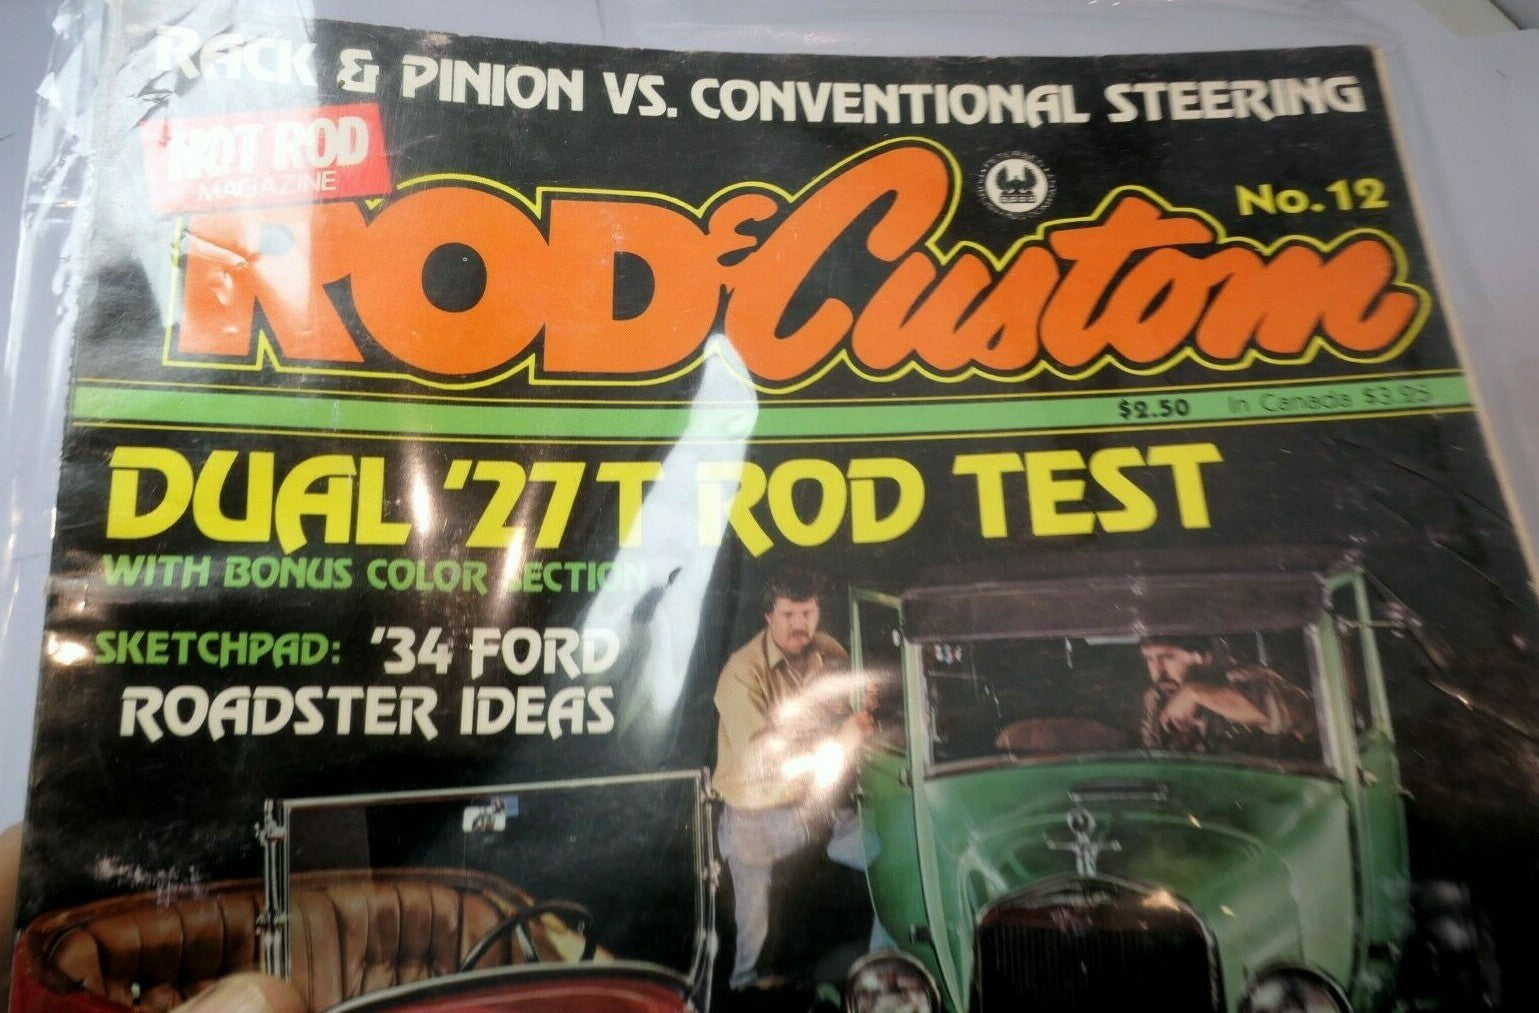 RACK & PINION VS. CONVENTIONAL STEERING
HOT ROD
MAGAZINE
ROD & Custom
No. 12
$2.50 In Canada $3.25
DUAL '27 T ROD TEST
WITH BONUS COLOR SECTION
SKETCHPAD: '34 FORD
ROADSTER IDEAS